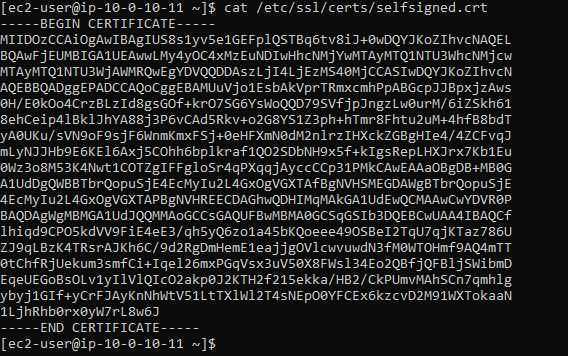 [ec2-user@ip-10-0-10-11 ~]$ cat /etc/ssl/certs/selfsigned.crt
-----BEGIN CERTIFICATE-----
MIIDOzCCAiOgAwIBAgIUS8s1yv5e1GEFplQSTBq6tv8iJ+0wDQYJKoZIhvcNAQEL
BQAwFjEUMBIGA1UEAwwLMy4yOC4xMzEuNDIwHhcNMjYwMTAyMTQ1NTU3WhcNMjcw
MTAyMTQ1NTU3WjAWMRQwEgYDVQQDDAszLjI4LjEzMS40MjCCASIwDQYJKoZIhvcN
AQEBBQADggEPADCCAQoCggEBAMUuVjo1EsbAkVprTRmxcmhPpABGcpJJBpxjzAws
0H/E0kOo4CrzBLzId8gsGOf+krO7SG6YsWoQQD79SVfjpJngzLw0urM/6iZSkh61
8ehCeip4lBklJhYA88j3P6vCAd5Rkv+o2G8YS1Z3ph+hTmr8Fhtu2uM+4hfB8bdT
yA0UKu/sVN9oF9sjF6WnmKmxFSj+0eHFXmN0dM2nlrzIHXckZGBgHIe4/4ZCFvqJ
mLyNJJHb9E6KEl6Axj5COhh6bplkraf1QO2SDbNH9x5f+kIgsRepLHXJrx7Kb1Eu
0Wz3o8M53K4Nwt1COTZgIFFgloSr4qPXqqjAyccCCp31PMkCAwEAAaOBgDB+MB0G
A1UdDgQWBBTbrQopuSjE4EcMyIu2L4GxOgVGXTAfBgNVHSMEGDAWgBTbrQopuSjE
4EcMyIu2L4GxOgVGXTAPBgNVHREECDAGhwQDHIMqMAkGA1UdEwQCMAAwCwYDVR0P
BAQDAgWgMBMGA1UdJQQMMAoGCCsGAQUFBwMBMA0GCSqGSIb3DQEBCwUAA4IBAQCf
lhiqd9CPO5kdVV9FiE4eE3/qh5yQ6zo1a45bKQoeee49OSBeI2TqU7qjKTaz786U
ZJ9qLBzK4TRsrAJKh6C/9d2RgDmHemE1eajjgOVlcwvuwdN3fM0WTOHmf9AQ4mTT
0tChfRjUekum3smfCi+Iqel26mxPGqVsx3uV50X8FWsl34Eo2QBfjQFBljSWibmD
EqeUEGoBsOLv1yIlVlQIcO2akp0J2KTH2f215ekka/HB2/CkPUmvMAhSCn7qmhlg
ybyj1GIf+yCrFJAyKnNhWtV51LtTXlWl2T4sNEpO0YFCEx6kzcvD2M91WXTokaaN
1LjhRhb0rx0yW7rL8w6J
-----END CERTIFICATE-----
[ec2-user@ip-10-0-10-11 ~]$